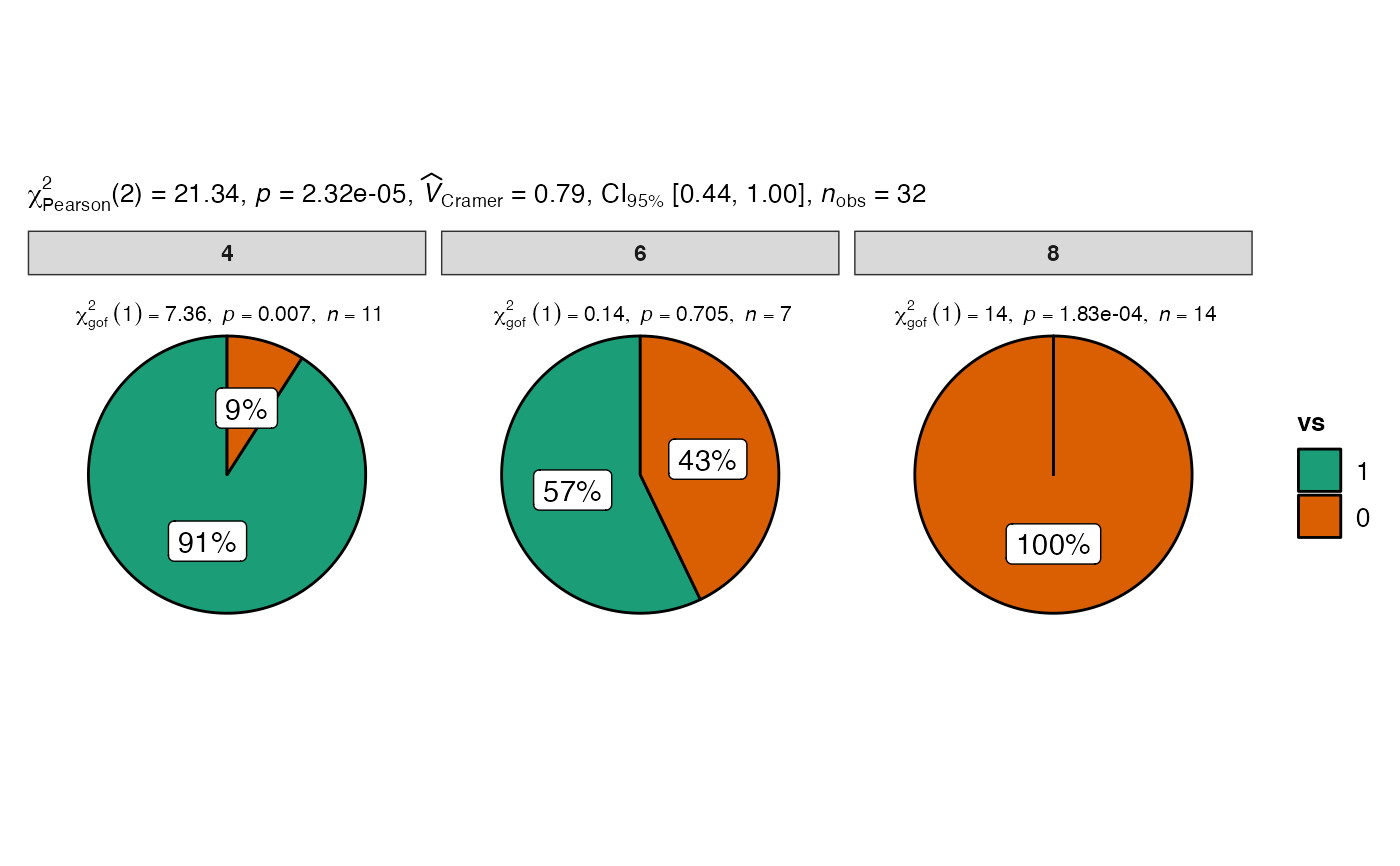 χ²Pearson(2) = 21.34, p = 2.32e-05, V̂Cramer = 0.79, CI95% [0.44, 1.00], nobs = 32
4 6 8
χ²gof (1) = 7.36, p = 0.007, n = 11 χ²gof (1) = 0.14, p = 0.705, n = 7 χ²gof (1) = 14, p = 1.83e-04, n = 14
9%
91%
57%
43%
100%
vs
1
0